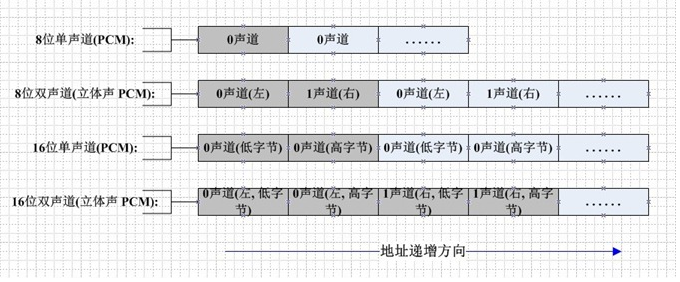 8位单声道(PCM): 0声道 0声道 ......
8位双声道(立体声 PCM): 0声道(左) 1声道(右) 0声道(左) 1声道(右) ......
16位单声道(PCM): 0声道(低字节) 0声道(高字节) 0声道(低字节) 0声道(高字节) ......
16位双声道(立体声 PCM): 0声道(左, 低字节) 0声道(左, 高字节) 1声道(右, 低字节) 1声道(右, 高字节) ......
地址递增方向